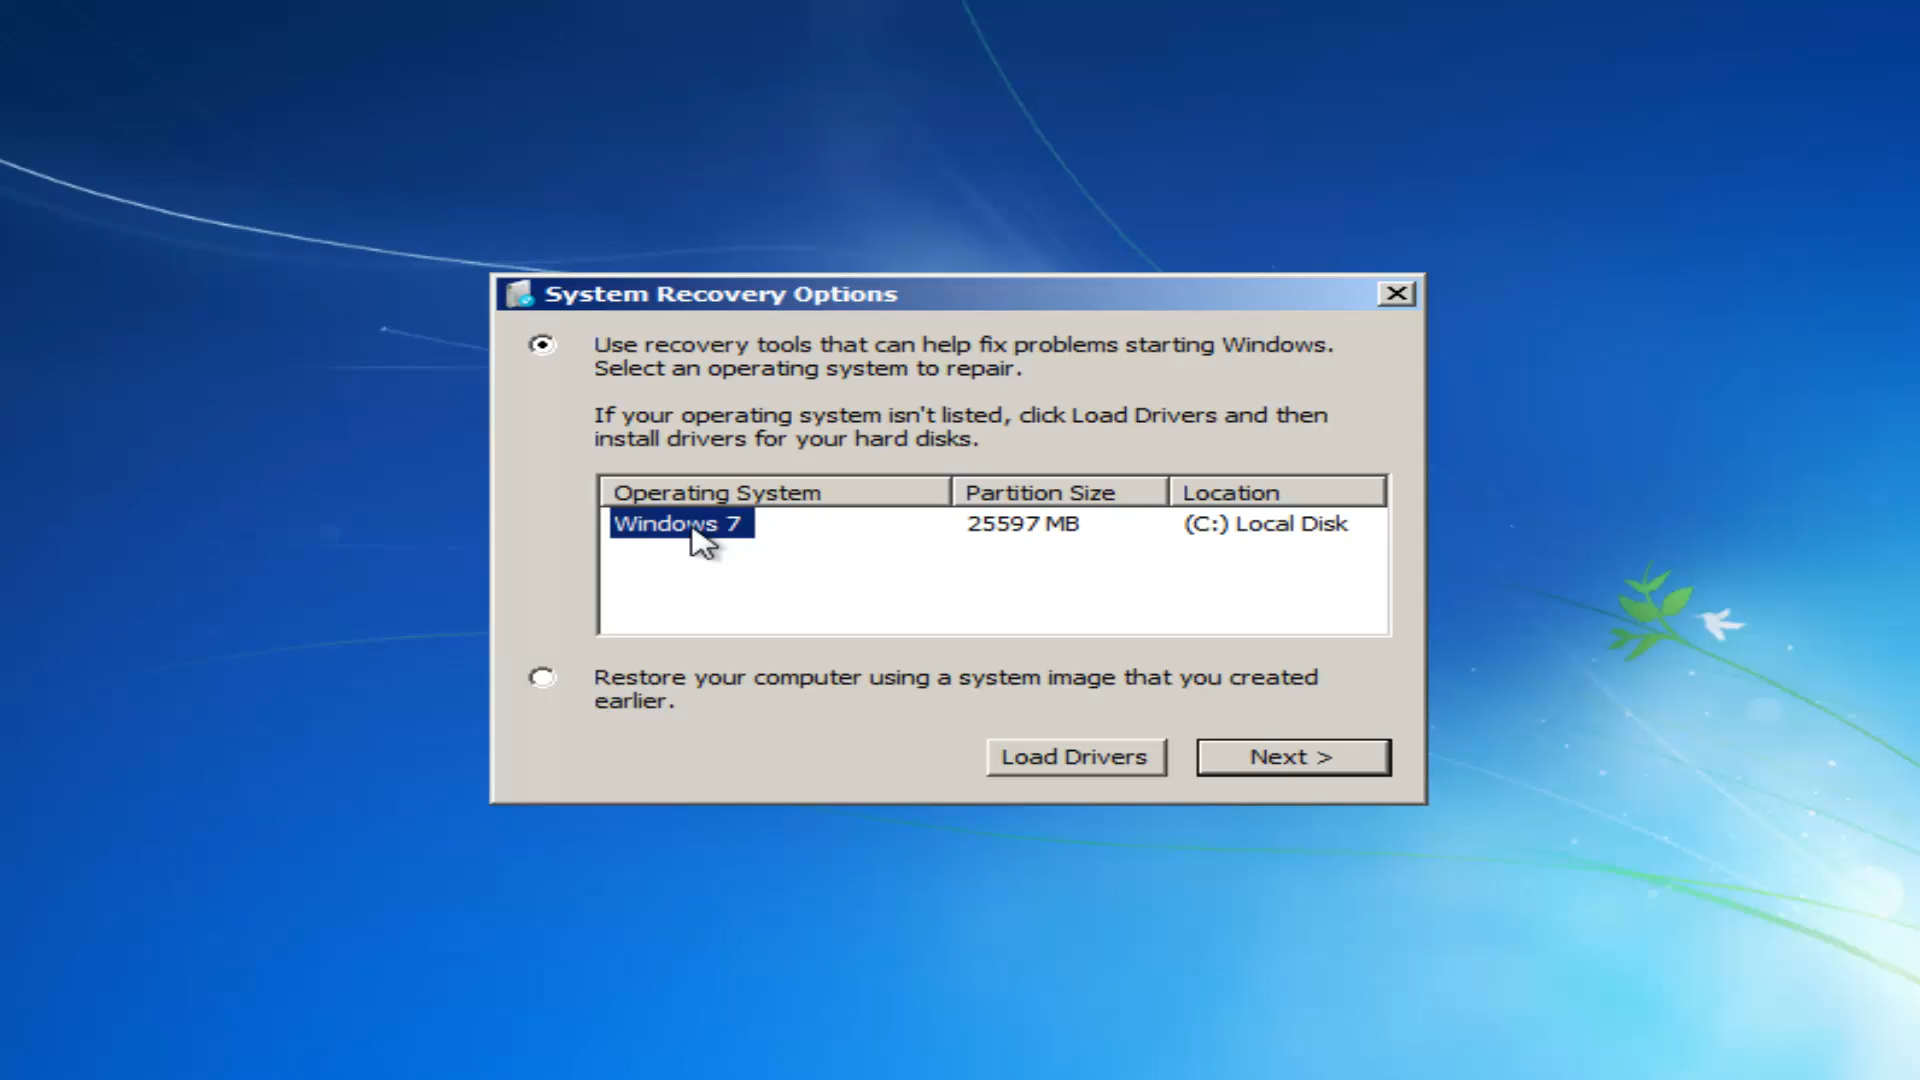 System Recovery Options
Use recovery tools that can help fix problems starting Windows.
Select an operating system to repair.
If your operating system isn't listed, click Load Drivers and then
install drivers for your hard disks.
Operating System Partition Size Location
Windows 7 25597 MB (C:) Local Disk
Restore your computer using a system image that you created
earlier.
Load Drivers Next >